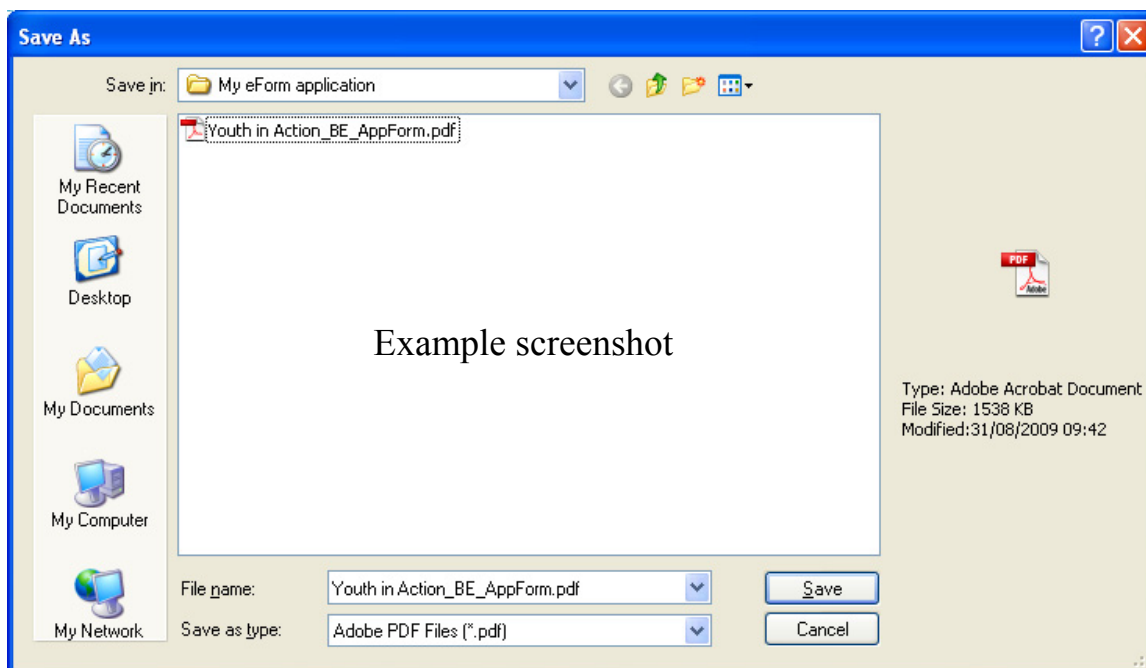 Save As
Save in:
My eForm application
Youth in Action_BE_AppForm.pdf
My Recent
Documents
Desktop
My Documents
My Computer
My Network
Example screenshot
PDF
Adobe
Type: Adobe Acrobat Document
File Size: 1538 KB
Modified:31/08/2009 09:42
File name:
Youth in Action_BE_AppForm.pdf
Save
Save as type:
Adobe PDF Files (*.pdf)
Cancel